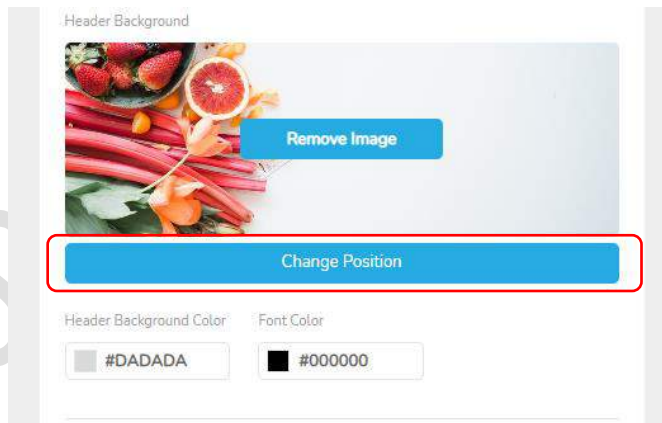 Header Background
Remove Image
Change Position
Header Background Color Font Color
#DADADA #000000